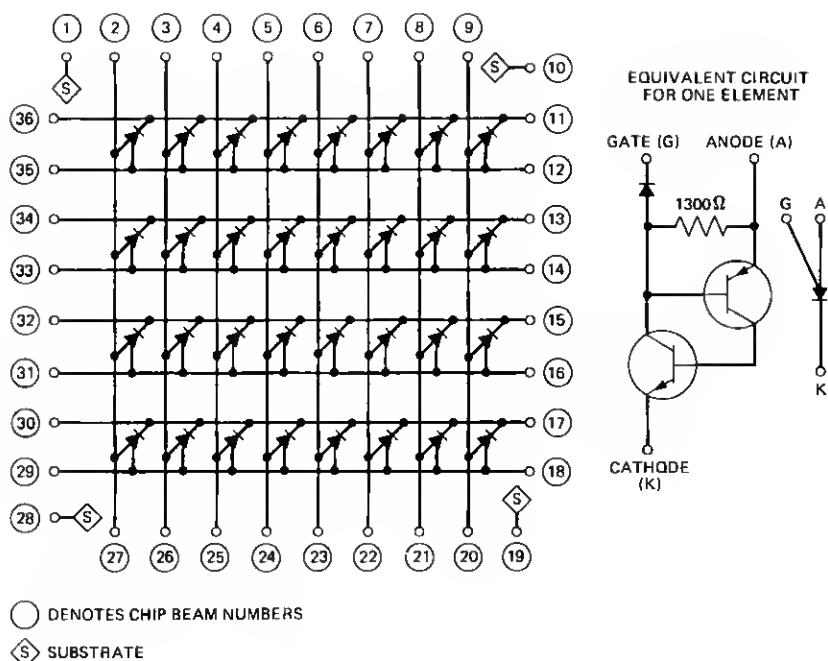 1 2 3 4 5 6 7 8 9
S
S 10
36 11
35 12
34 13
33 14
32 15
31 16
30 17
29 18
28 S
S
27 26 25 24 23 22 21 20 19
EQUIVALENT CIRCUIT
FOR ONE ELEMENT
GATE (G) ANODE (A)
1300Ω
G A
K
CATHODE
(K)
DENOTES CHIP BEAM NUMBERS
S SUBSTRATE